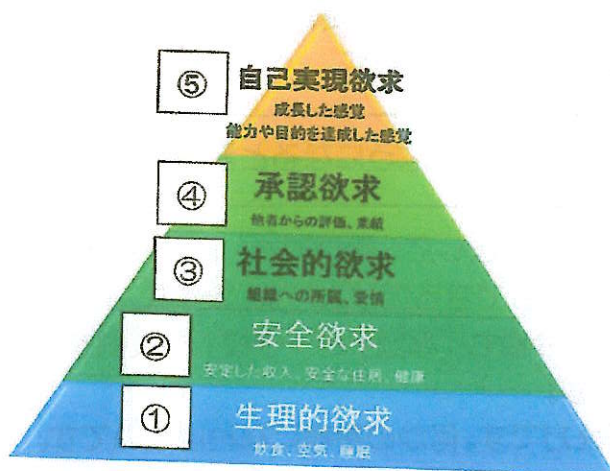 ⑤ 自己実現欲求
成長した感覚
能力や目的を達成した感覚
④ 承認欲求
他者からの評価、業績
③ 社会的欲求
組織への所属、愛情
② 安全欲求
安定した収入、安全な住居、健康
① 生理的欲求
飲食、空気、睡眠